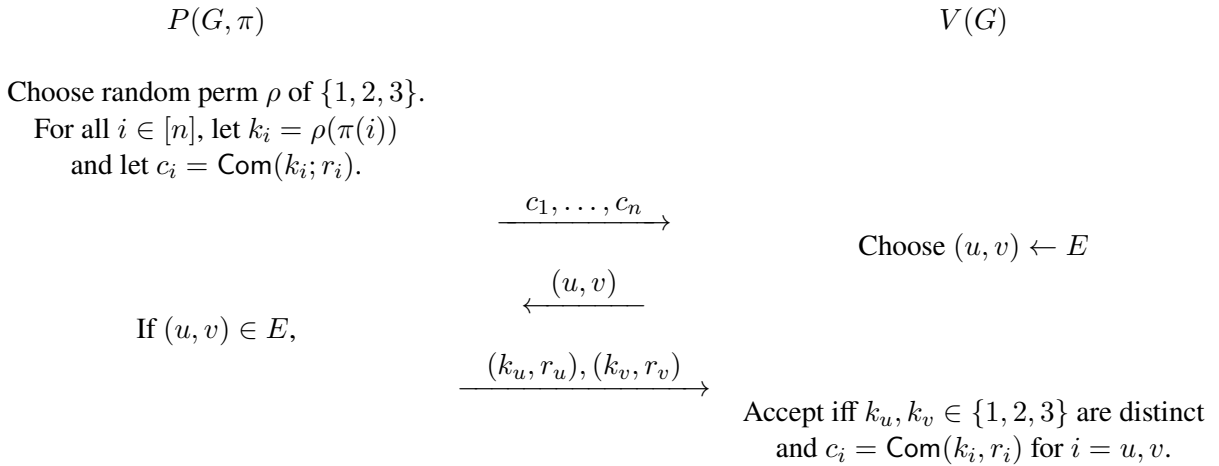 P(G, π) V(G)
Choose random perm ρ of {1, 2, 3}.
For all i ∈ [n], let k_i = ρ(π(i))
and let c_i = Com(k_i; r_i).
c_1, . . . , c_n
Choose (u, v) ← E
(u, v)
If (u, v) ∈ E,
(k_u, r_u), (k_v, r_v)
Accept iff k_u, k_v ∈ {1, 2, 3} are distinct
and c_i = Com(k_i, r_i) for i = u, v.